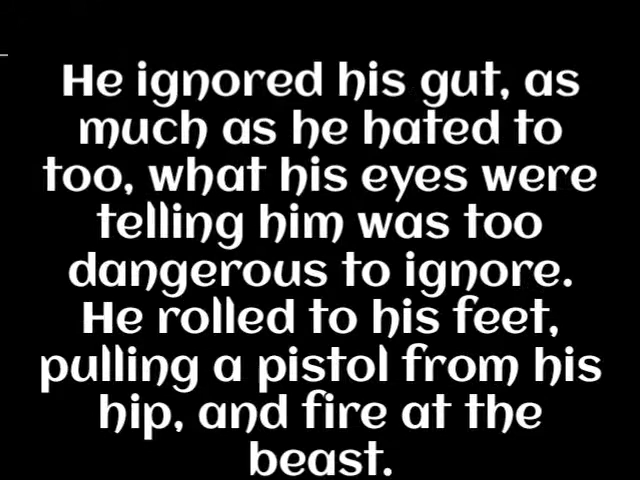 He ignored his gut, as
much as he hated to
too, what his eyes were
telling him was too
dangerous to ignore.
He rolled to his feet,
pulling a pistol from his
hip, and fire at the
beast.